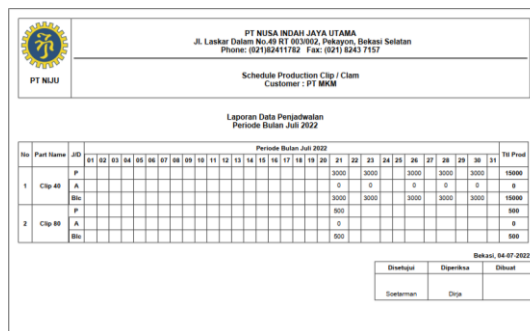 PT NUSA INDAH JAYA UTAMA
Jl. Laskar Dalam No.49 RT 003/002, Pekayon, Bekasi Selatan
Phone: (021)82411782 Fax: (021) 8243 7157
PT NIJU
Schedule Production Clip / Clam
Customer : PT MKM
Laporan Data Penjadwalan
Periode Bulan Juli 2022
No Part Name J/D Periode Bulan Juli 2022 Ttl Prod
01 02 03 04 05 06 07 08 09 10 11 12 13 14 15 16 17 18 19 20 21 22 23 24 25 26 27 28 29 30 31
P 3000 3000 3000 3000 3000 15000
1 Clip 40 A 0 0 0 0 0 0
Blc 3000 3000 3000 3000 3000 15000
P 500 500
2 Clip 80 A 0 0
Blc 500 500
Bekasi, 04-07-2022
Disetujui Diperiksa Dibuat
Soetarman Dirja